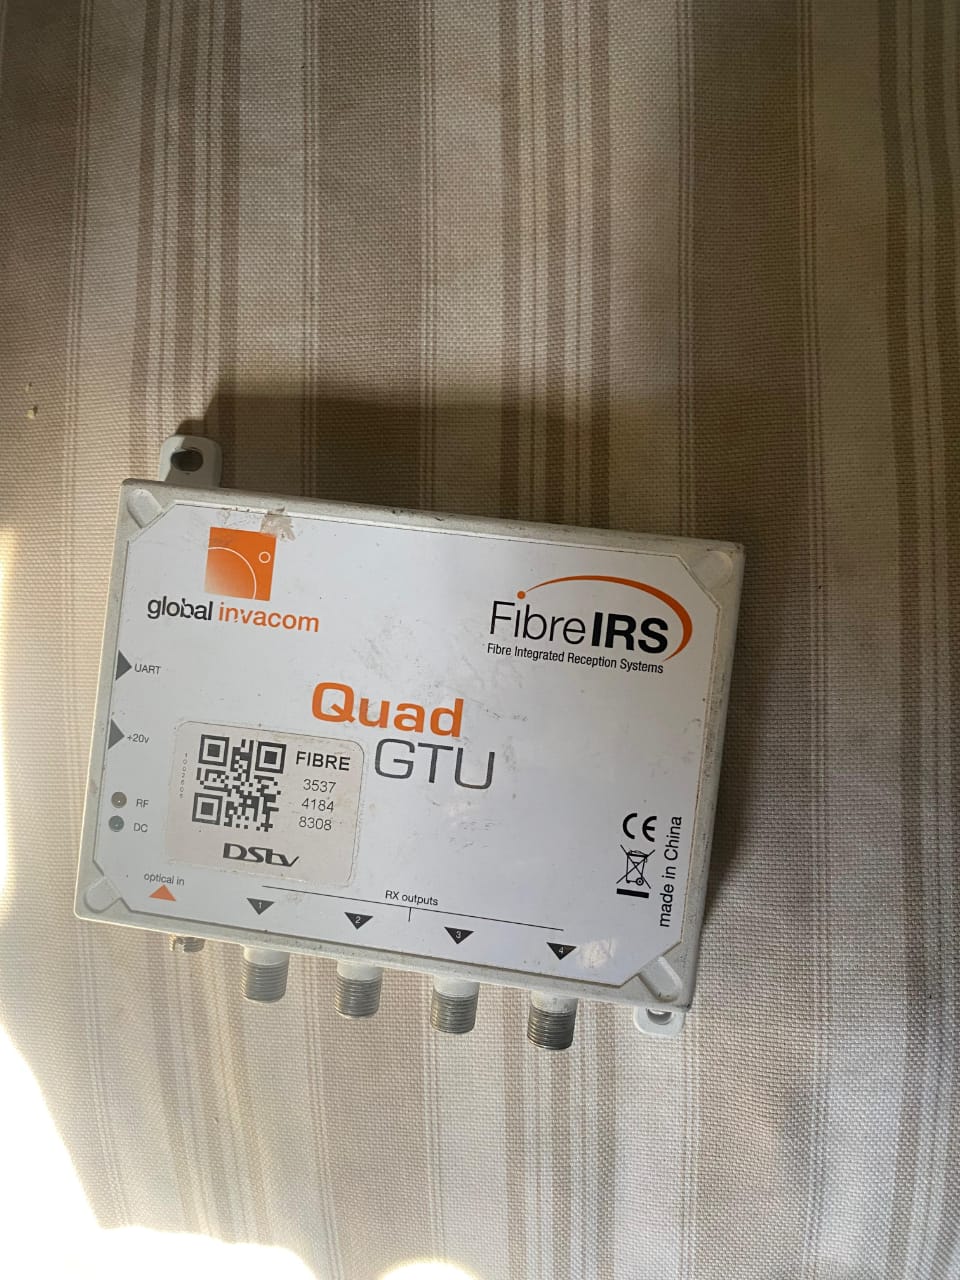 global invacom
FibreIRS
Fibre Integrated Reception Systems
UART
Quad
GTU
+20v
FIBRE
3537
4184
8308
DStv
RF
DC
optical in
RX outputs
1
2
3
4
CE
made in China